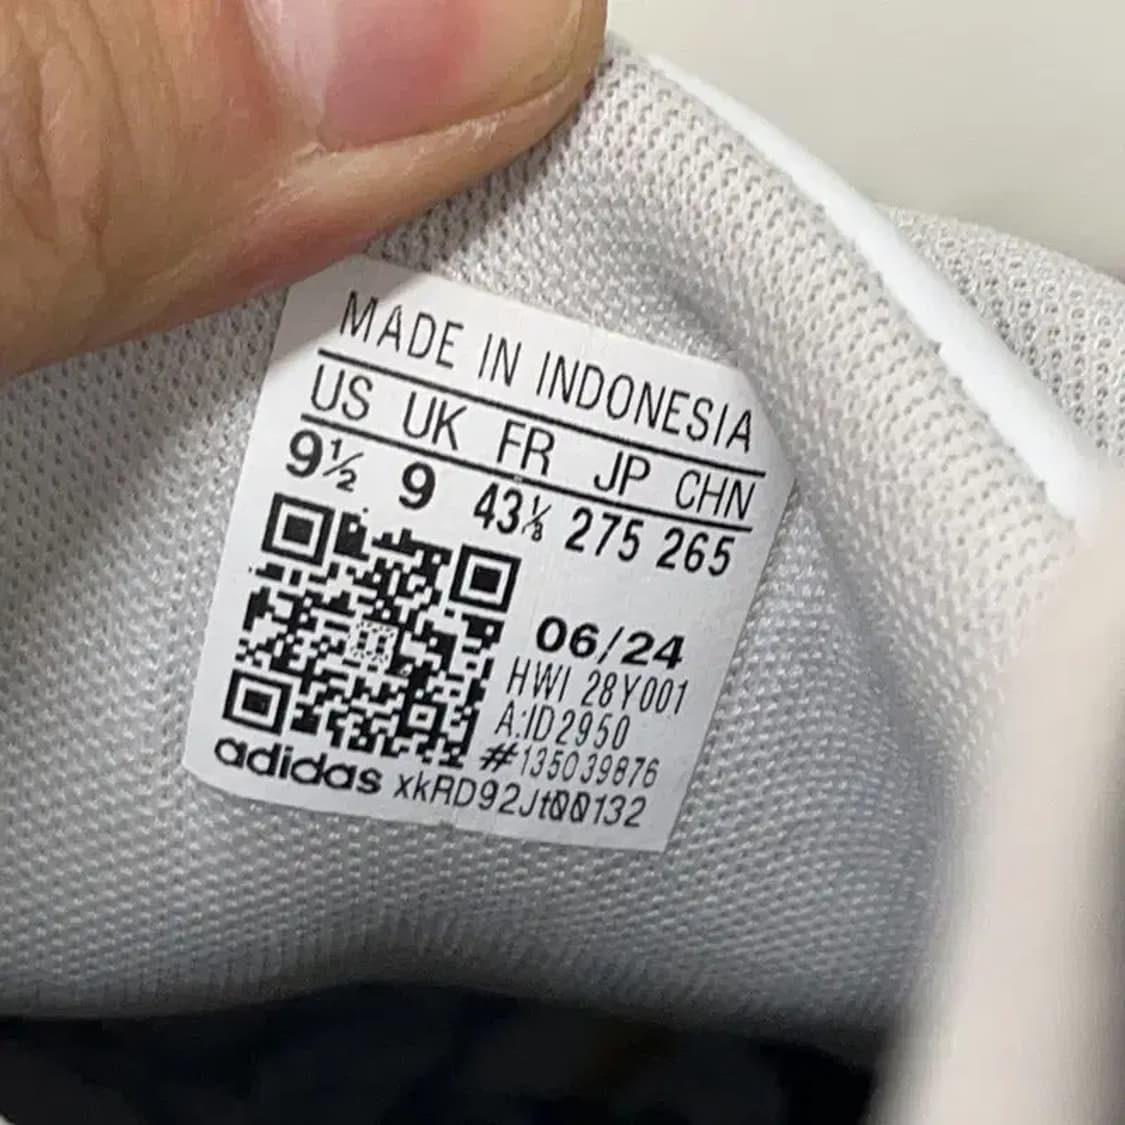 MADE IN INDONESIA
US UK FR JP CHN
9½ 9 43⅓ 275 265
06/24
HWI 28Y001
A:ID2950
#135039876
adidas xkRD92Jt00132